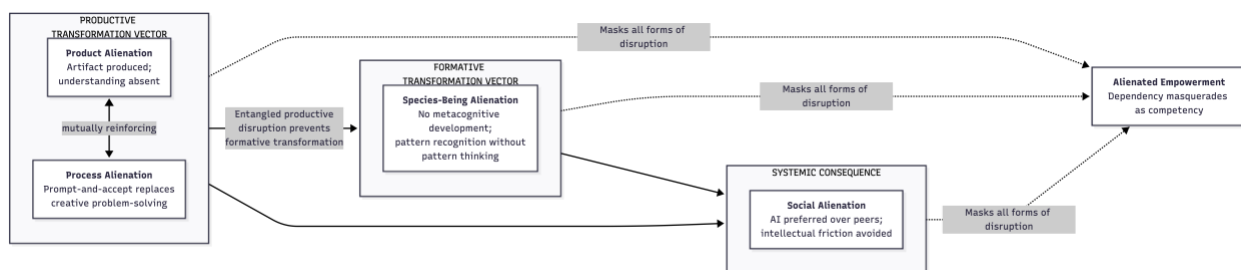 PRODUCTIVE
TRANSFORMATION VECTOR
Product Alienation
Artifact produced;
understanding absent
mutually reinforcing
Process Alienation
Prompt-and-accept replaces
creative problem-solving
Entangled productive
disruption prevents
formative transformation
FORMATIVE
TRANSFORMATION VECTOR
Species-Being Alienation
No metacognitive
development;
pattern recognition without
pattern thinking
Masks all forms of
disruption
Masks all forms of
disruption
SYSTEMIC CONSEQUENCE
Social Alienation
AI preferred over peers;
intellectual friction avoided
Masks all forms of
disruption
Alienated Empowerment
Dependency masquerades
as competency